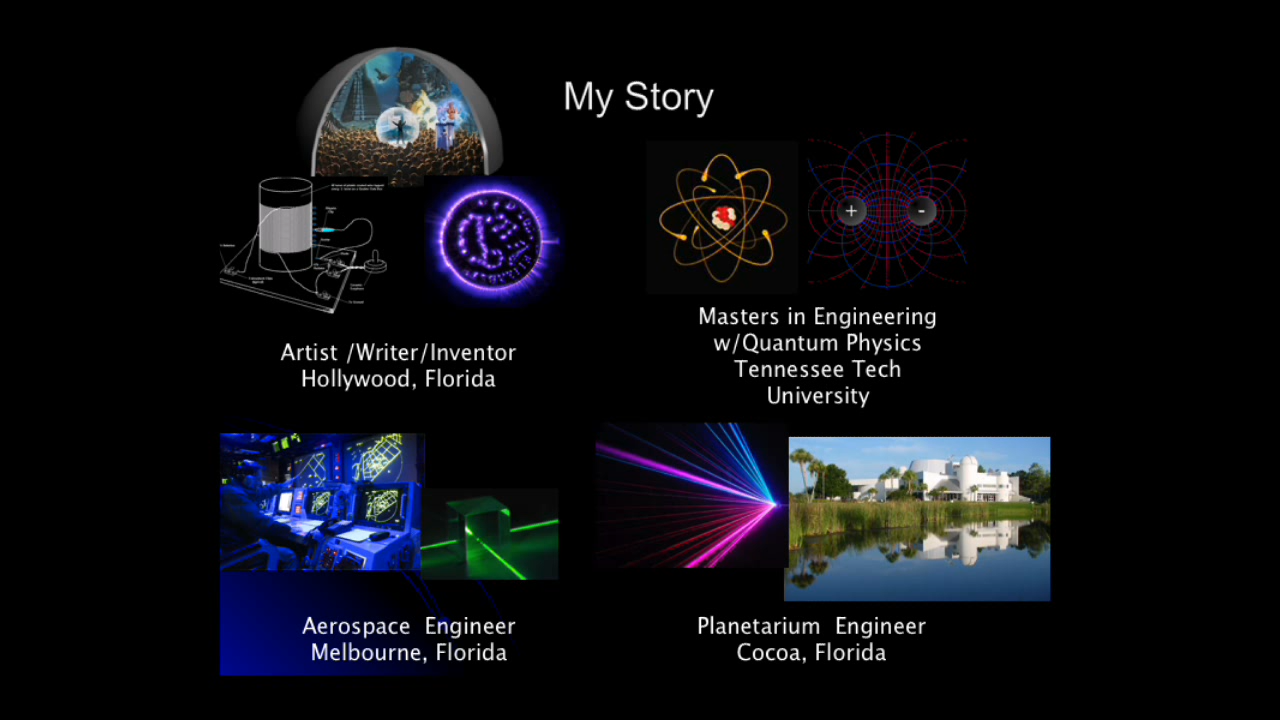 My Story
+
-
Artist /Writer/Inventor
Hollywood, Florida
Masters in Engineering
w/Quantum Physics
Tennessee Tech
University
Aerospace Engineer
Melbourne, Florida
Planetarium Engineer
Cocoa, Florida